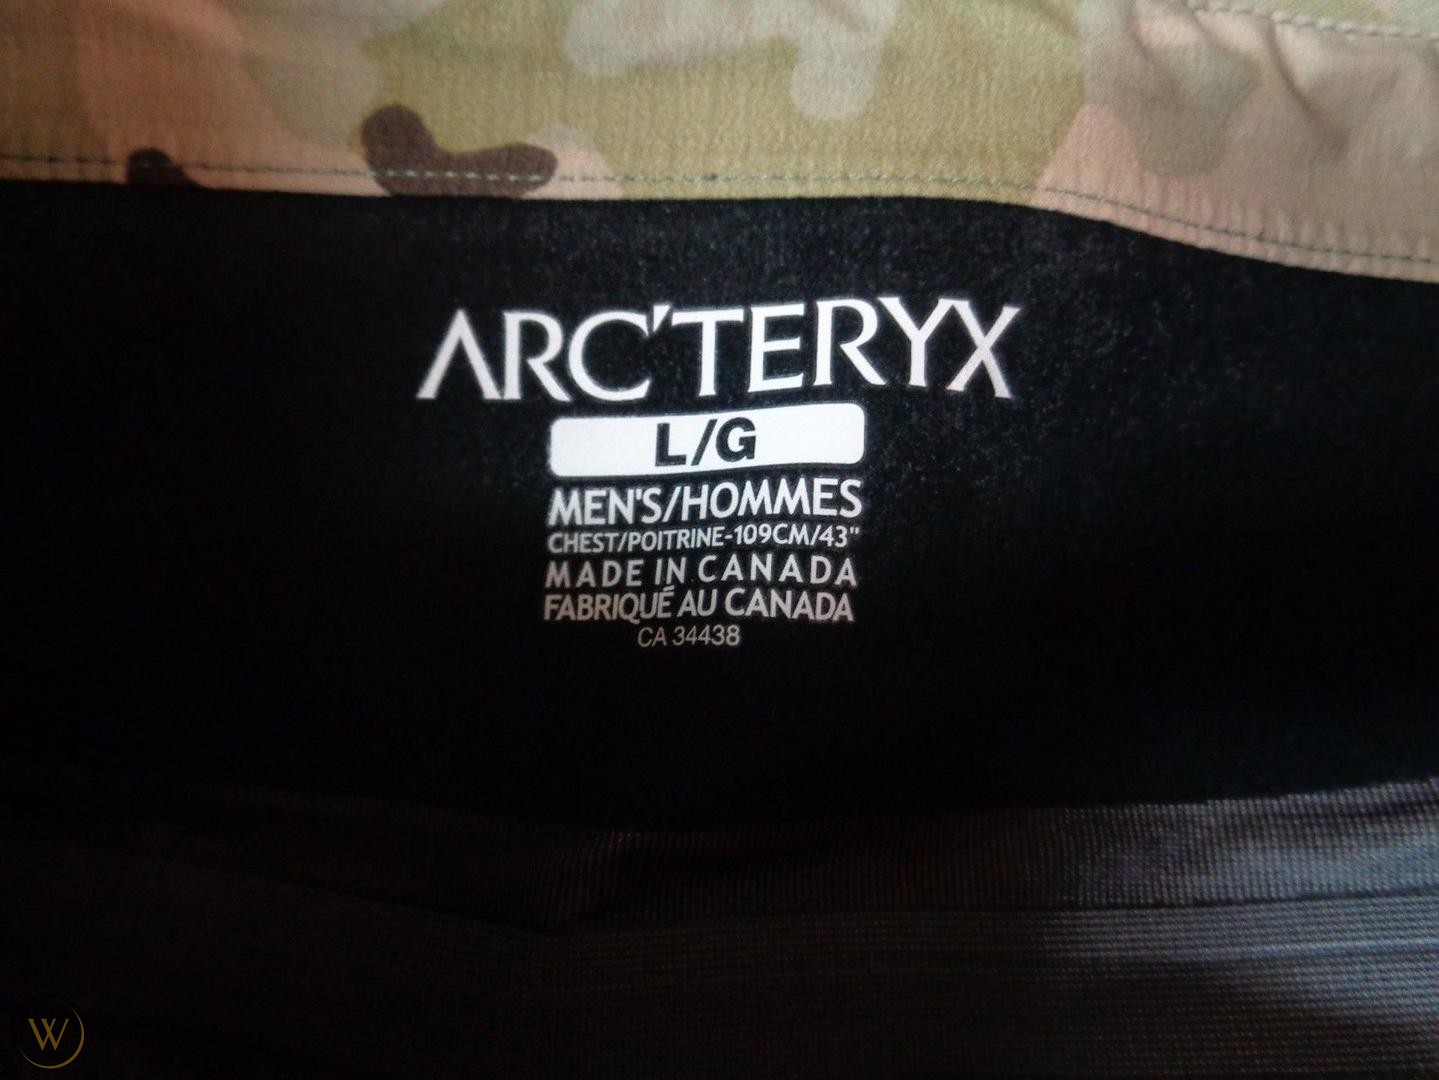 ARC'TERYX
L/G
MEN'S/HOMMES
CHEST/POITRINE-109CM/43"
MADE IN CANADA
FABRIQUÉ AU CANADA
CA 34438
W